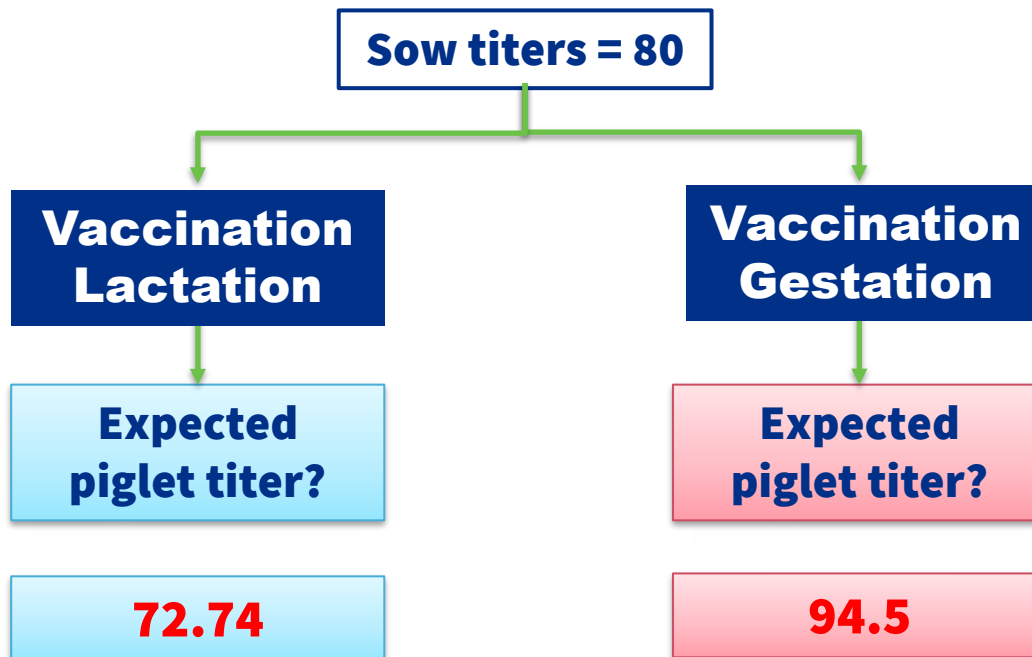 Sow titers = 80
Vaccination
Lactation
Vaccination
Gestation
Expected
piglet titer?
Expected
piglet titer?
72.74
94.5